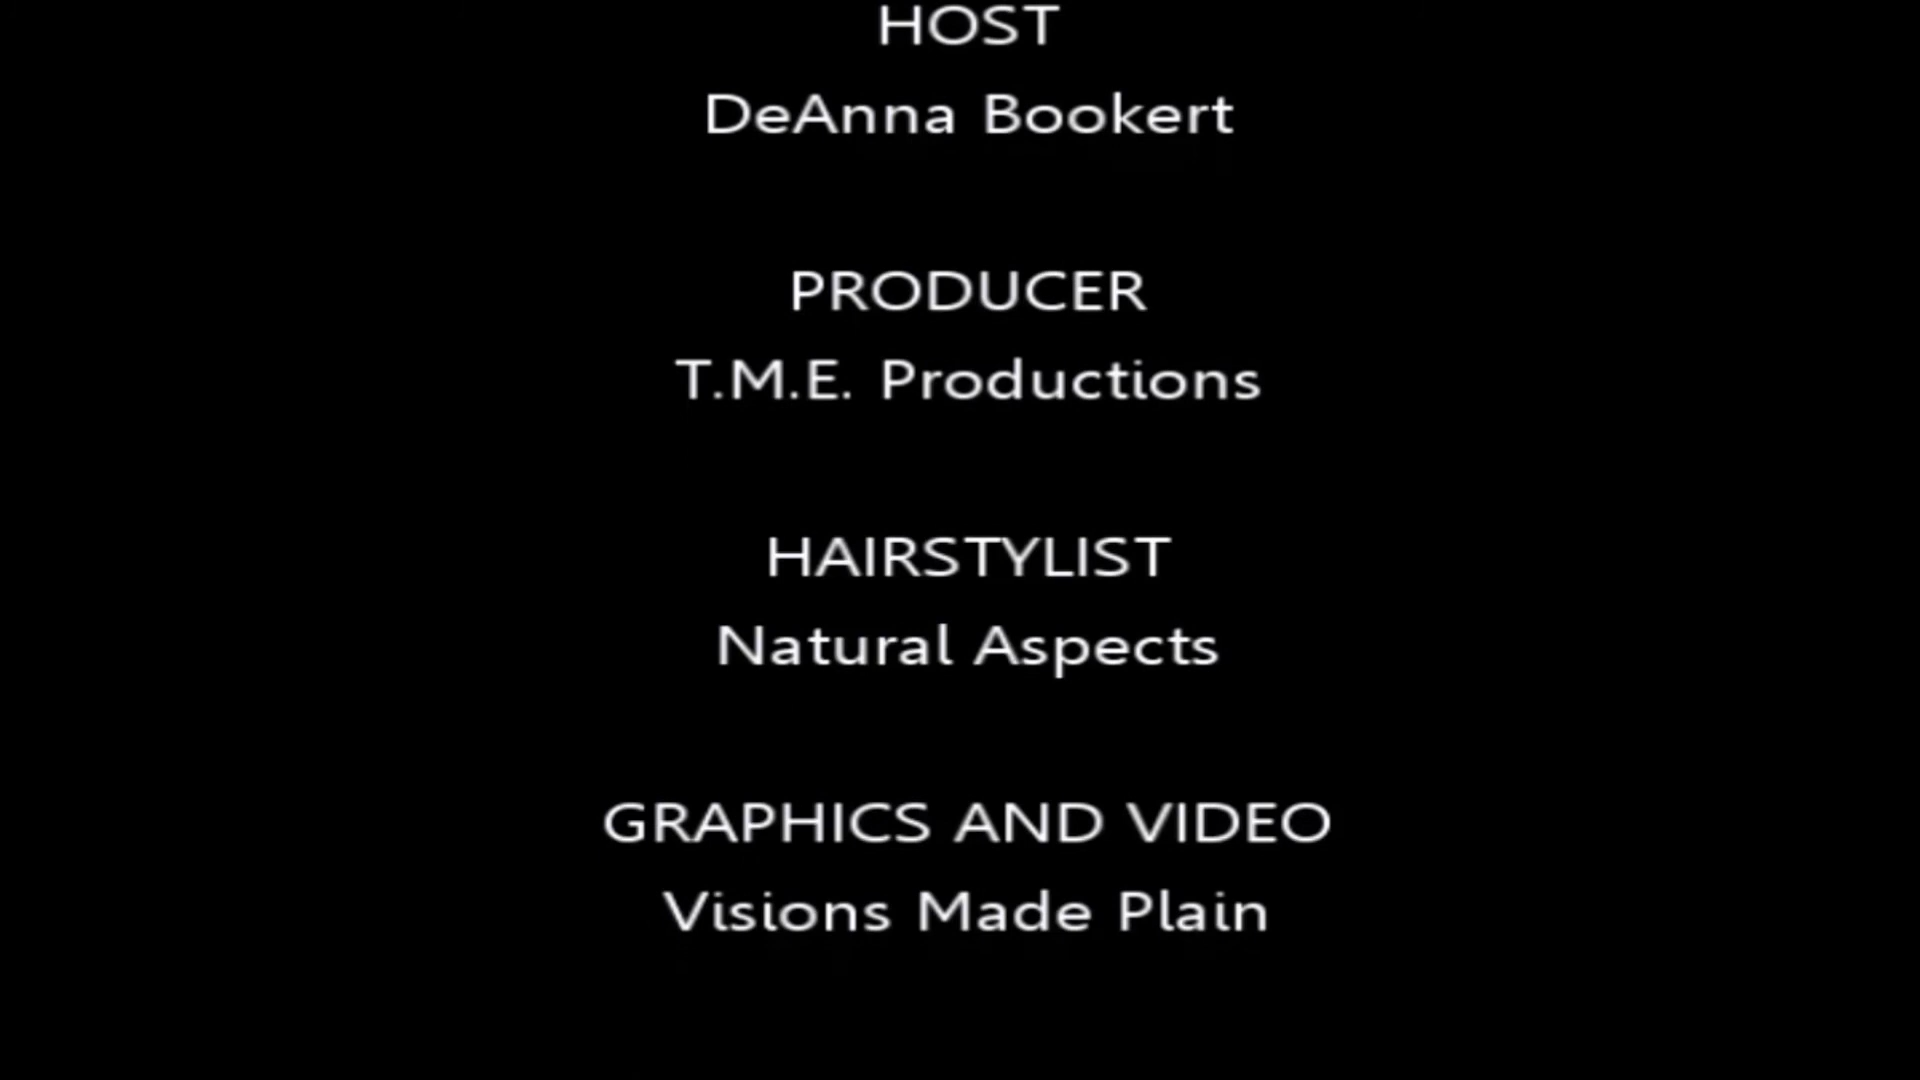 HOST
DeAnna Bookert
PRODUCER
T.M.E. Productions
HAIRSTYLIST
Natural Aspects
GRAPHICS AND VIDEO
Visions Made Plain